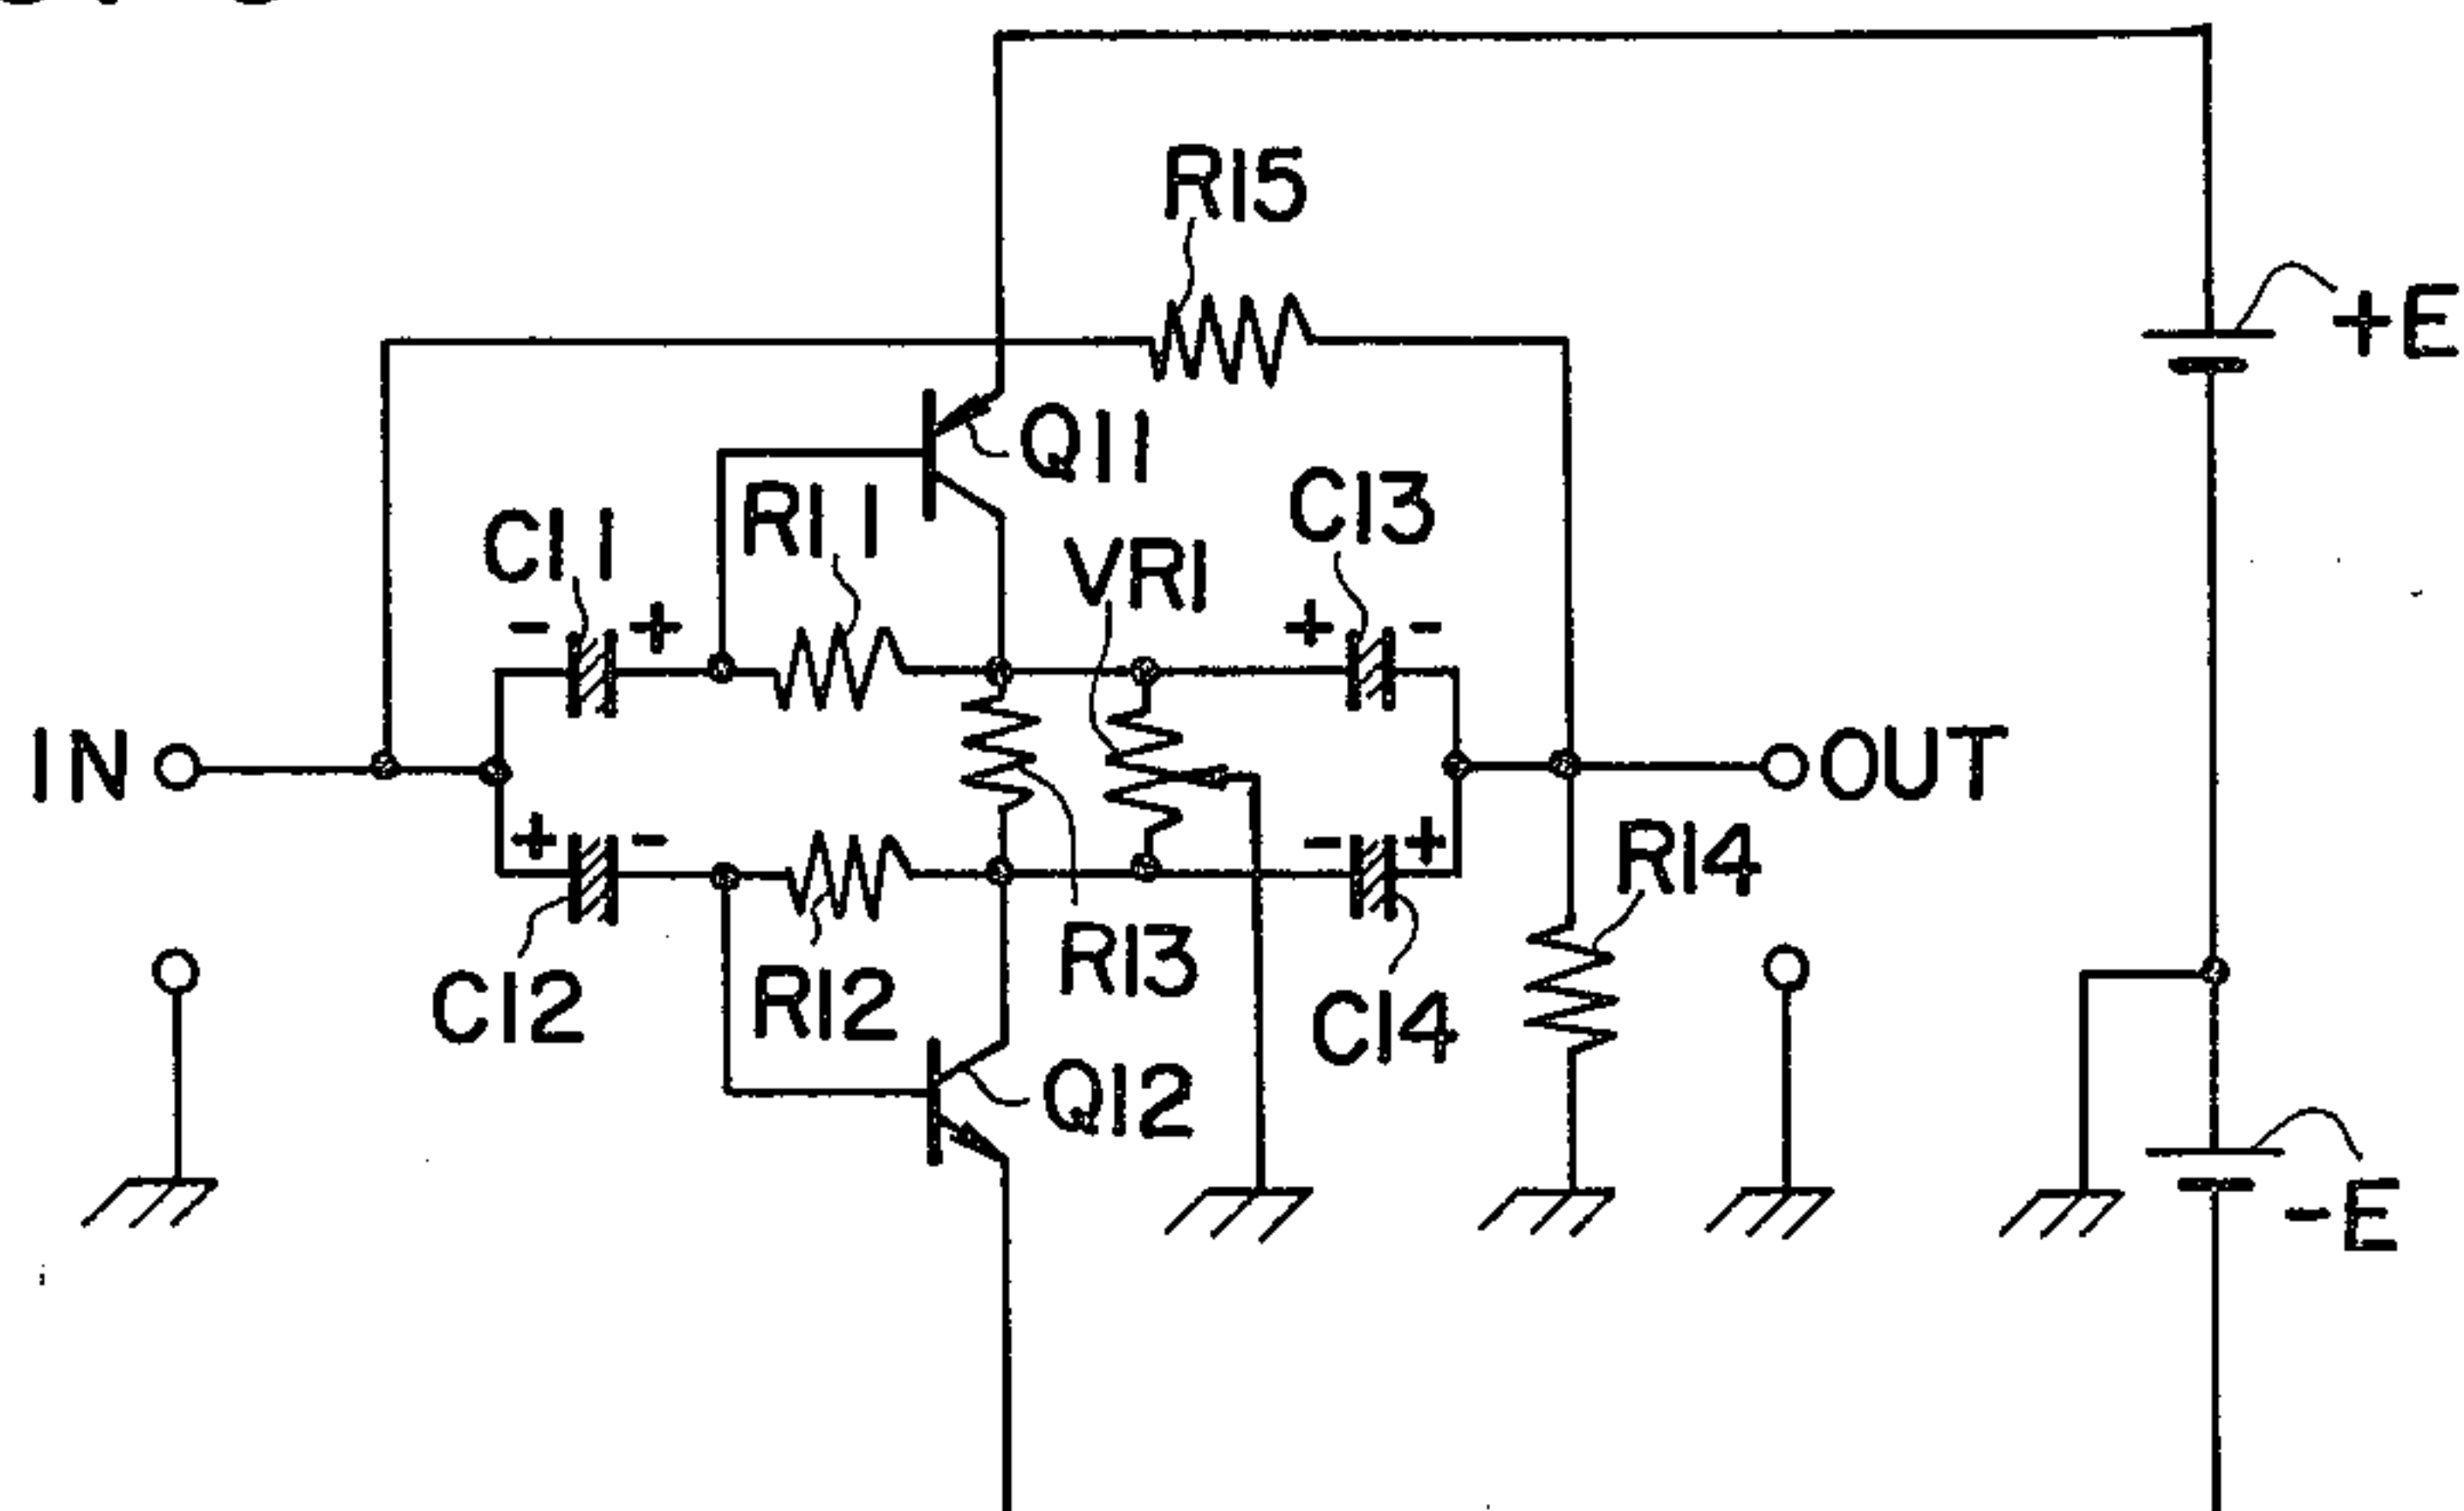 R15
+E
Q11
C13
R11
C11
VR1
- +
+ -
IN
OUT
+ -
- +
R14
R13
C12
R12
C14
Q12
-E